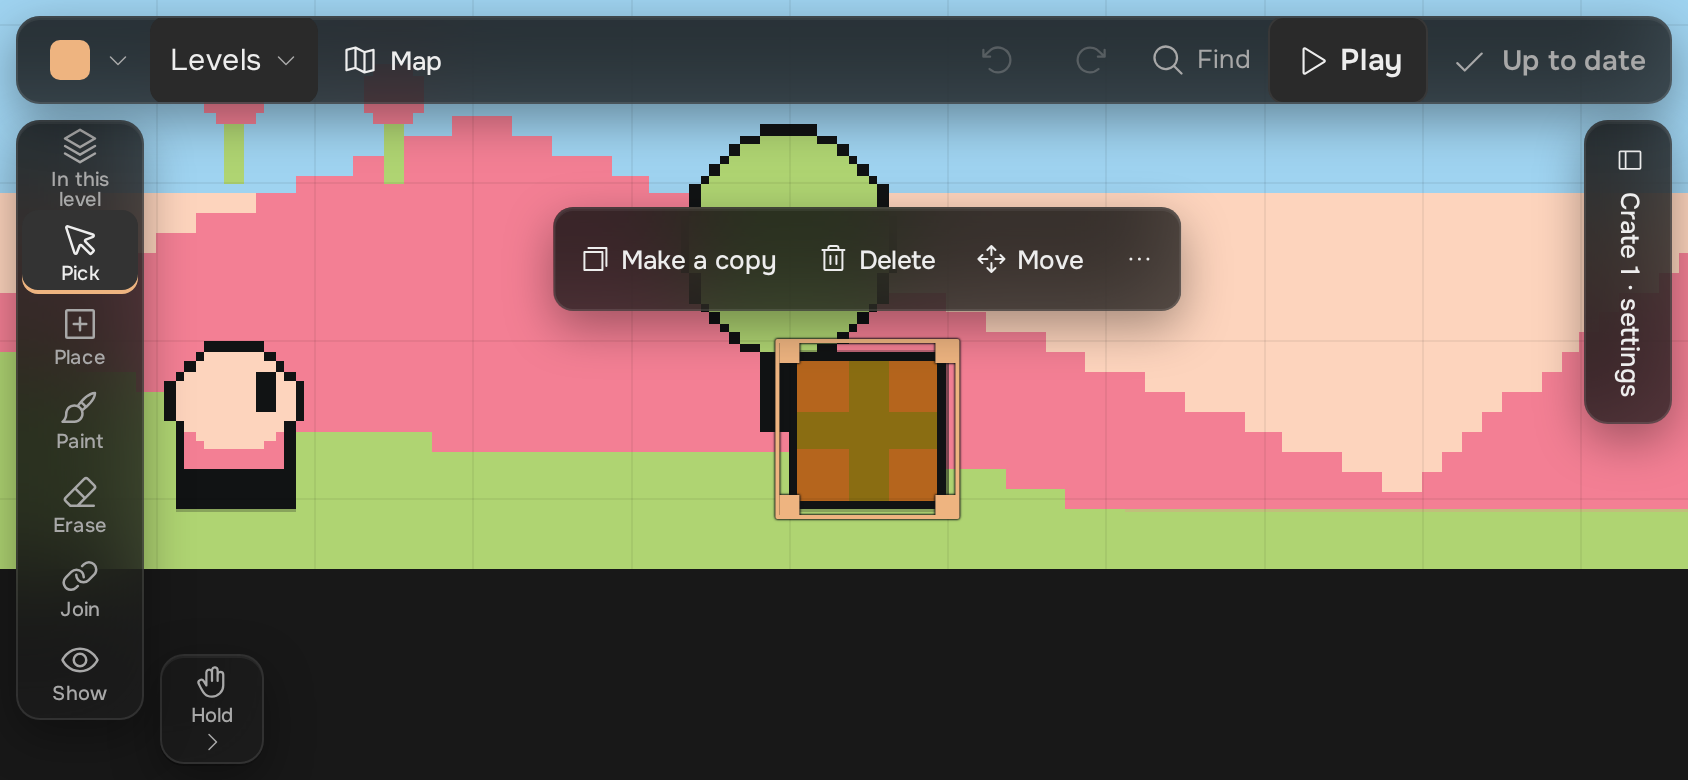 Levels
Map
Find
Play
Up to date
In this
level
Pick
Place
Paint
Erase
Join
Show
Make a copy
Delete
Move
Crate 1 · settings
Hold